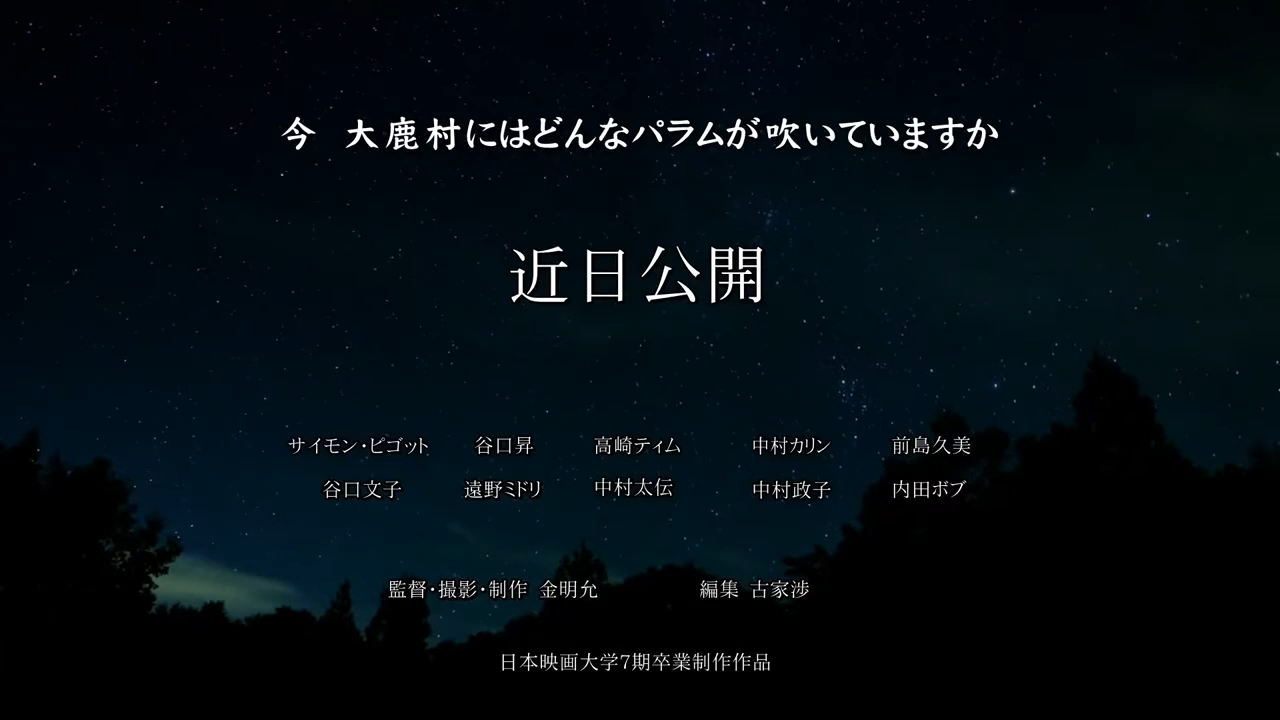 今 大鹿村にはどんなパラムが吹いていますか
近日公開
サイモン・ピゴット 谷口昇 高崎ティム 中村カリン 前島久美
谷口文子 遠野ミドリ 中村太伝 中村政子 内田ボブ
監督・撮影・制作 金明允 編集 古家渉
日本映画大学7期卒業制作作品